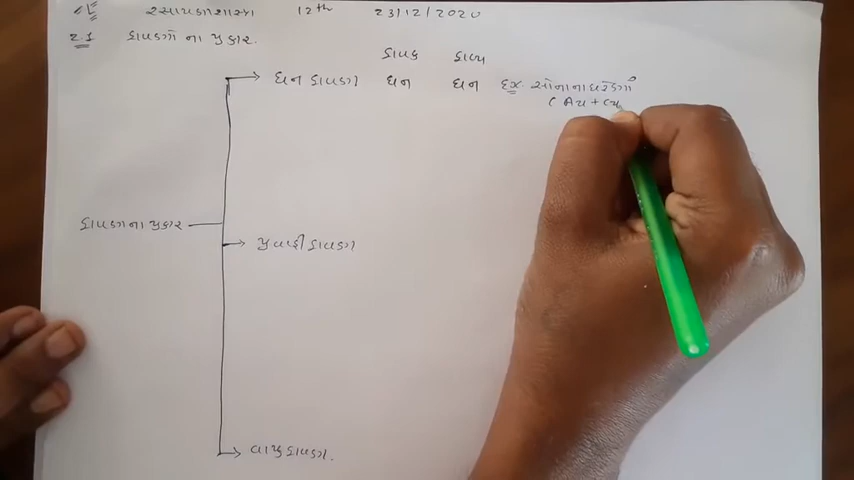 રસાયણશાસ્ત્ર 12th 23/12/2020
2.1 દ્રાવણોના પ્રકાર.
દ્રાવક દ્રાવ્ય
ઘન દ્રાવણ ઘન ઘન Ex. સોનાના ઘરેણાં
( Au + Cu
દ્રાવણના પ્રકાર
પ્રવાહી દ્રાવણ
વાયુ દ્રાવણ.